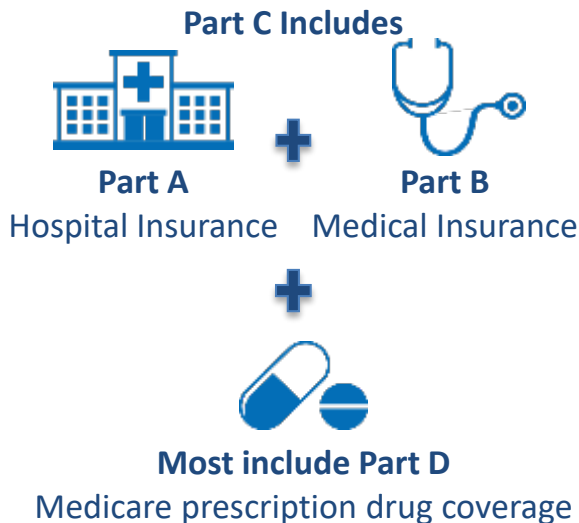 Part C Includes
Part A
Hospital Insurance
Part B
Medical Insurance
Most include Part D
Medicare prescription drug coverage